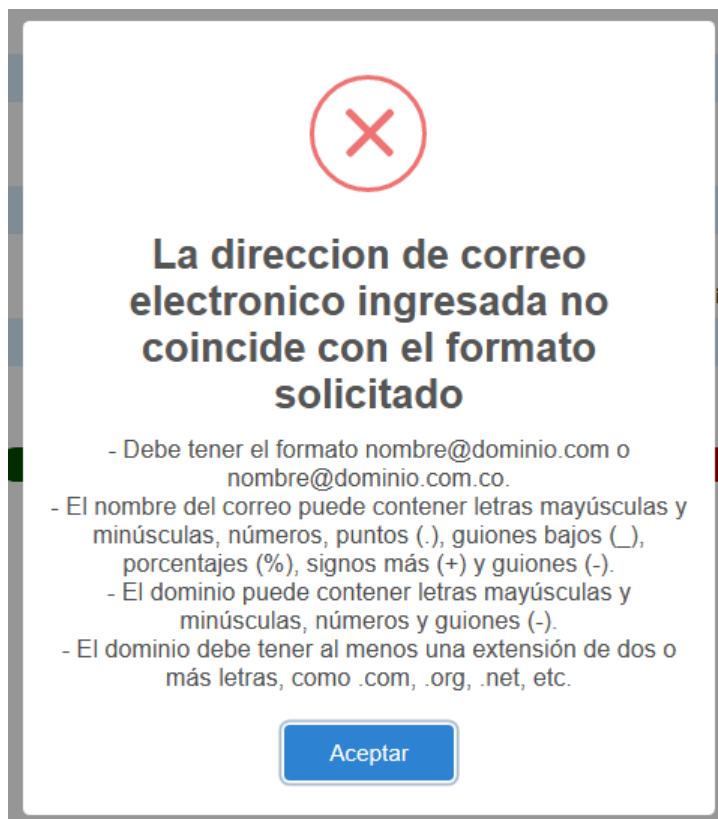 La direccion de correo
electronico ingresada no
coincide con el formato
solicitado
- Debe tener el formato nombre@dominio.com o
nombre@dominio.com.co.
- El nombre del correo puede contener letras mayúsculas y
minúsculas, números, puntos (.), guiones bajos (_),
porcentajes (%), signos más (+) y guiones (-).
- El dominio puede contener letras mayúsculas y
minúsculas, números y guiones (-).
- El dominio debe tener al menos una extensión de dos o
más letras, como .com, .org, .net, etc.
Aceptar